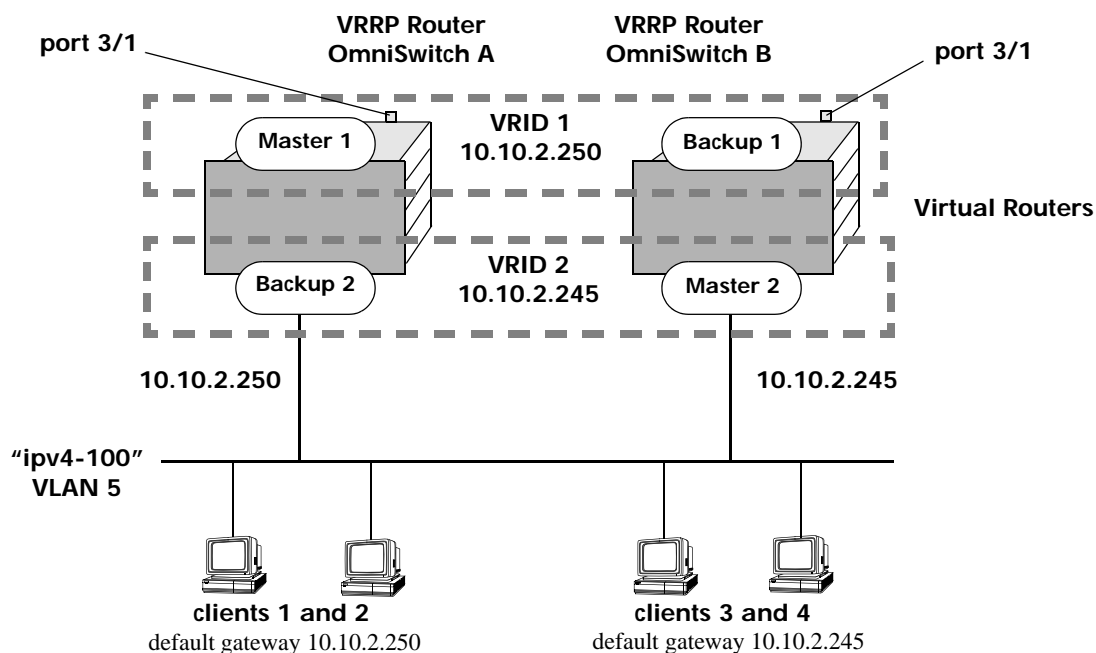 VRRP Router
OmniSwitch A
VRRP Router
OmniSwitch B
port 3/1
port 3/1
Master 1
VRID 1
10.10.2.250
Backup 1
Virtual Routers
Backup 2
VRID 2
10.10.2.245
Master 2
10.10.2.250
10.10.2.245
“ipv4-100”
VLAN 5
clients 1 and 2
default gateway 10.10.2.250
clients 3 and 4
default gateway 10.10.2.245